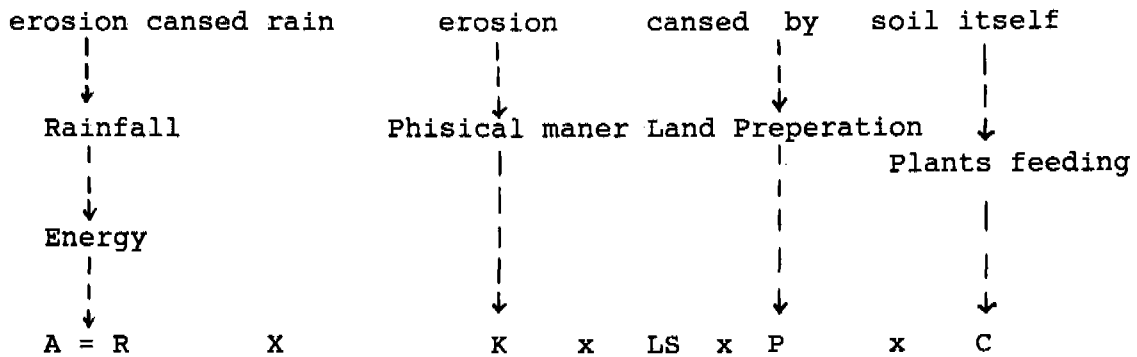 erosion cansed rain erosion cansed by soil itself
Rainfall Phisical maner Land Preperation
Plants feeding
Energy
A = R X K x LS x P x C